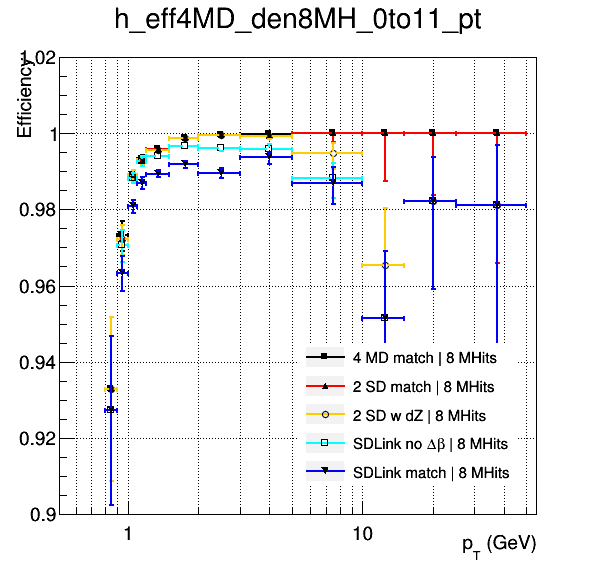 h_eff4MD_den8MH_0to11_pt
Efficiency
1.02
1
0.98
0.96
0.94
0.92
0.9
4 MD match | 8 MHits
2 SD match | 8 MHits
2 SD w dZ | 8 MHits
SDLink no Δβ | 8 MHits
SDLink match | 8 MHits
1
10
p_T (GeV)